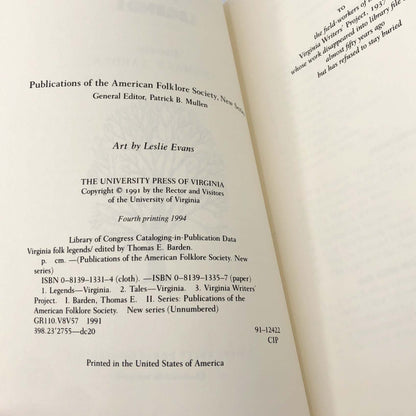 Publications of the American Folklore Society, New Series
General Editor, Patrick B. Mullen
Art by Leslie Evans
THE UNIVERSITY PRESS OF VIRGINIA
Copyright © 1991 by the Rector and Visitors
of the University of Virginia
Fourth printing 1994
Library of Congress Cataloging-in-Publication Data
Virginia folk legends/ edited by Thomas E. Barden.
p. cm. —(Publications of the American Folklore Society. New
series)
ISBN 0-8139-1331-4 (cloth). —ISBN 0-8139-1335-7 (paper)
1. Legends—Virginia. 2. Tales—Virginia. 3. Virginia Writers'
Project. I. Barden, Thomas E. II. Series: Publications of the
American Folklore Society. New series (Unnumbered)
GR110.V8V57 1991
398.23'2755—dc20 91-12422
CIP
Printed in the United States of America
TO
the field-workers of
Virginia Writers' Project, 1937
whose work disappeared into library file
almost fifty years ago
but has refused to stay buried